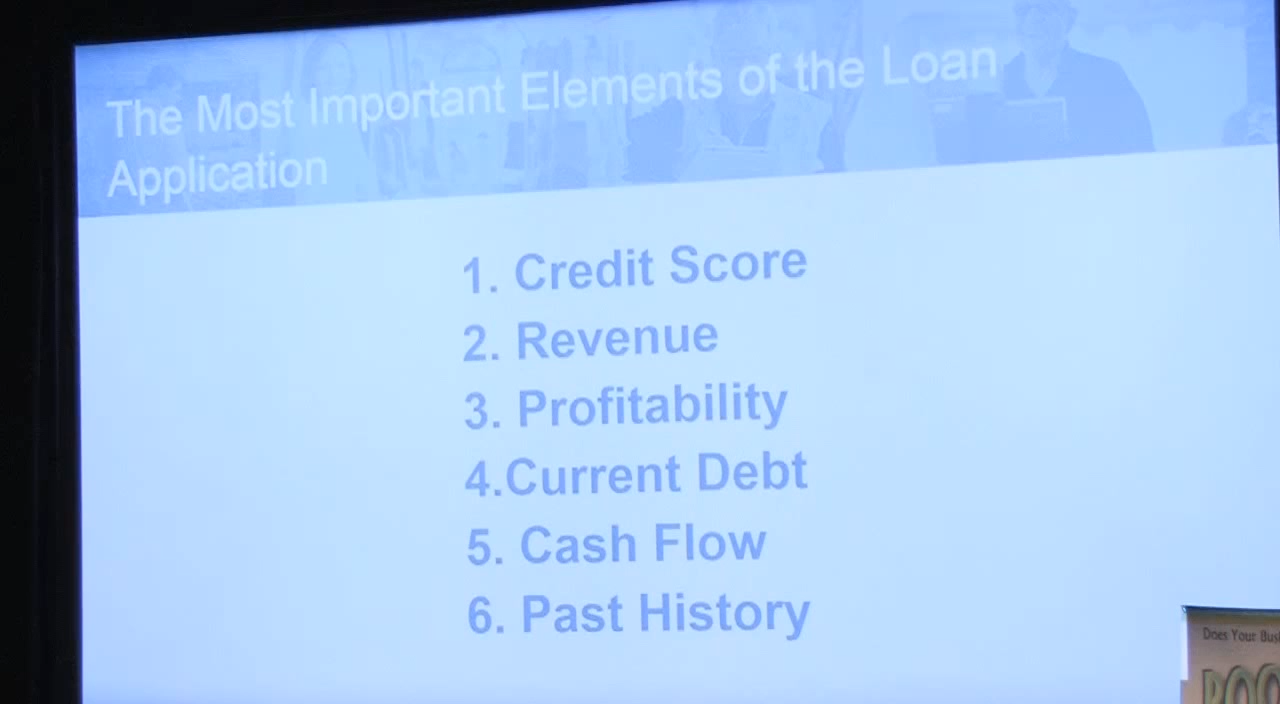 The Most Important Elements of the Loan
Application
1. Credit Score
2. Revenue
3. Profitability
4.Current Debt
5. Cash Flow
6. Past History
Does Your